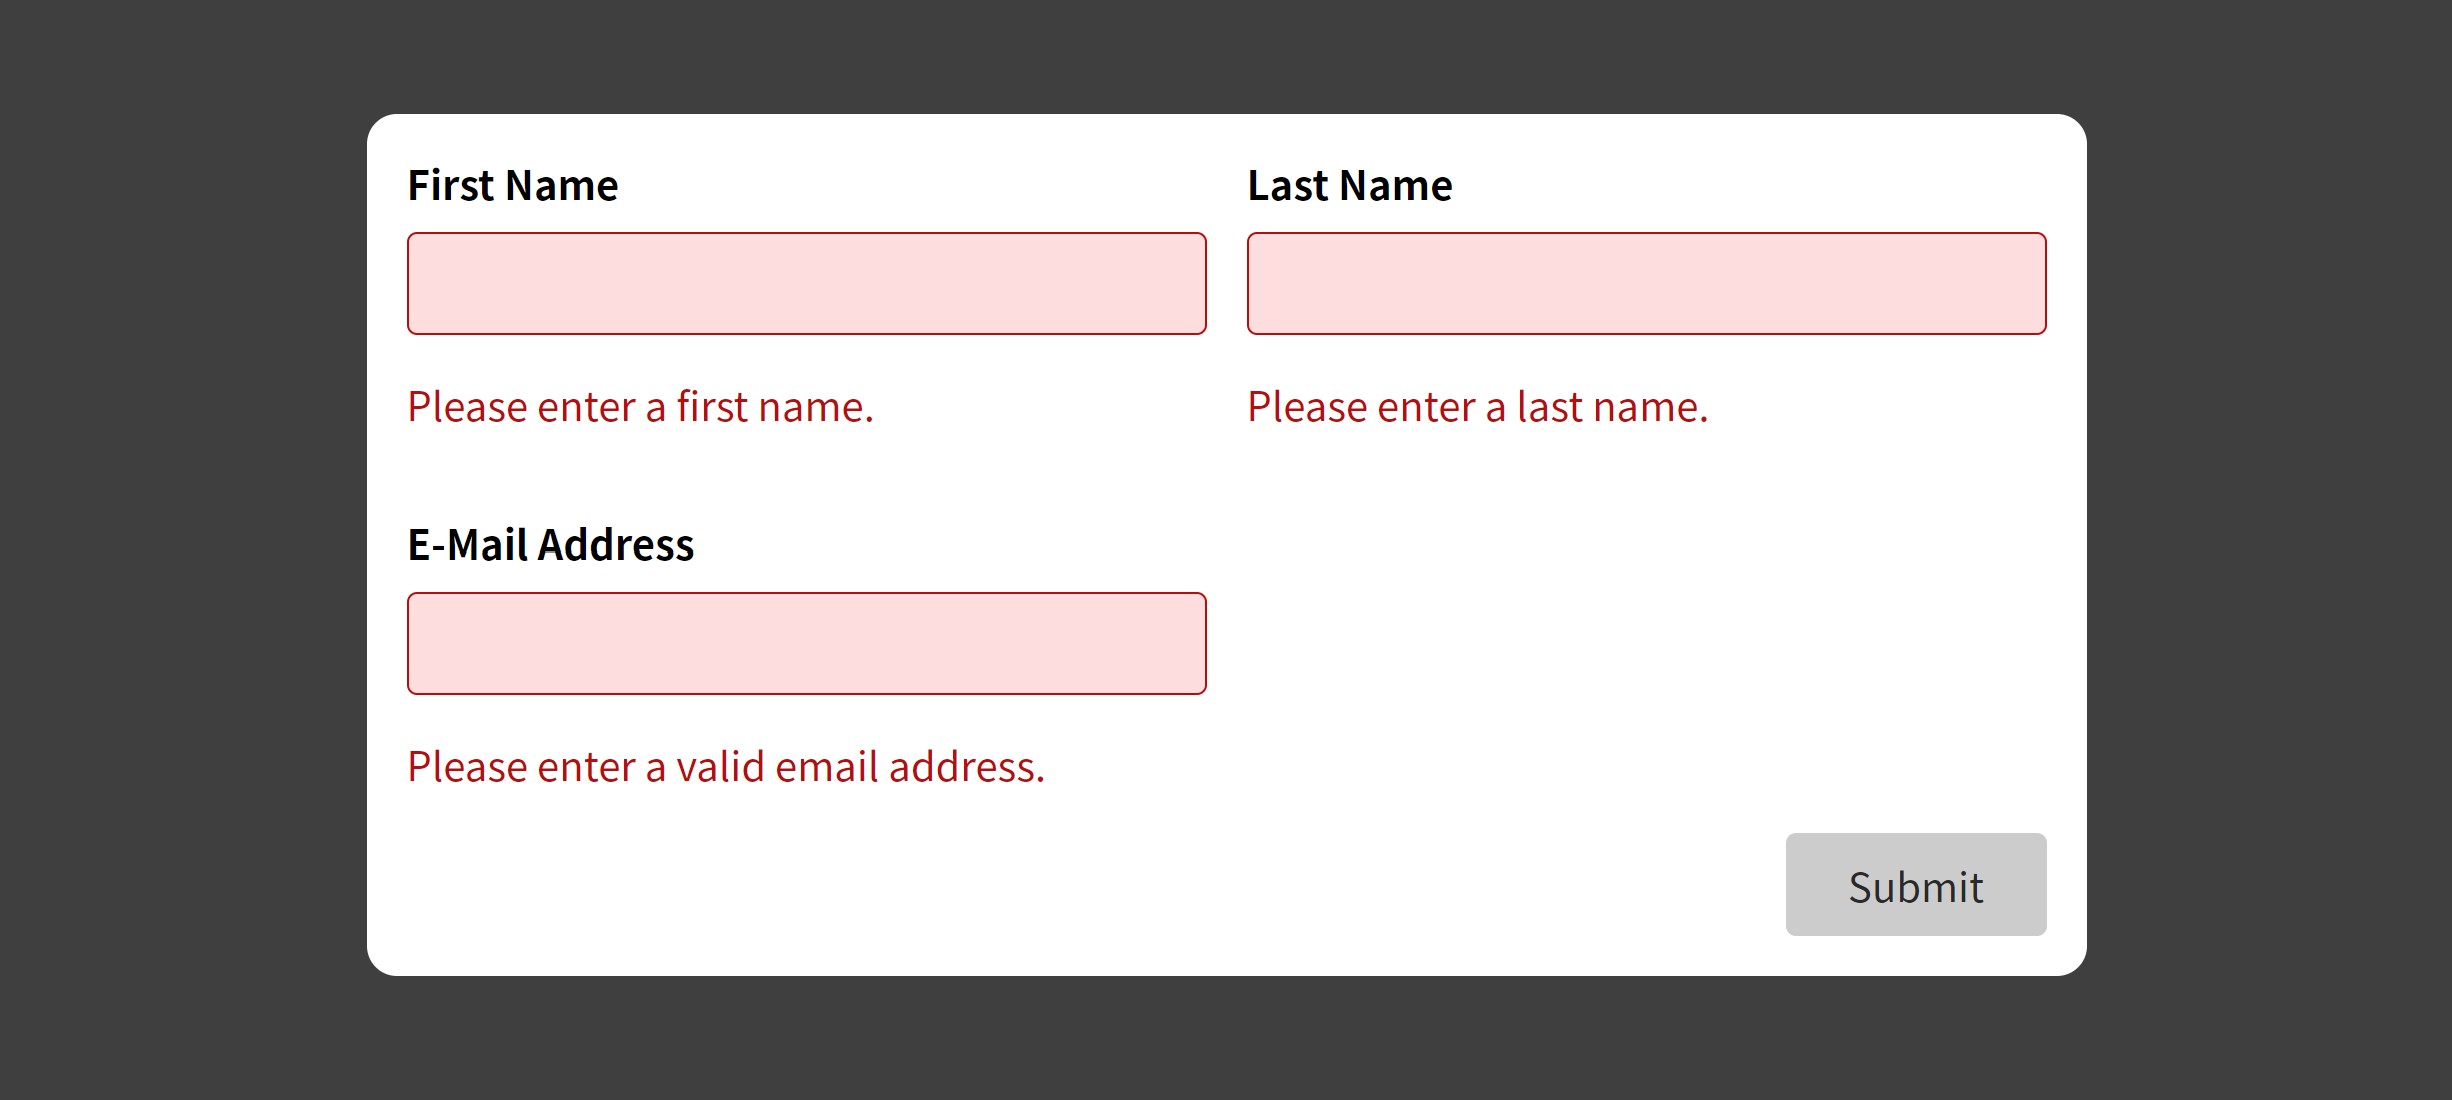 First Name
Last Name
Please enter a first name.
Please enter a last name.
E-Mail Address
Please enter a valid email address.
Submit